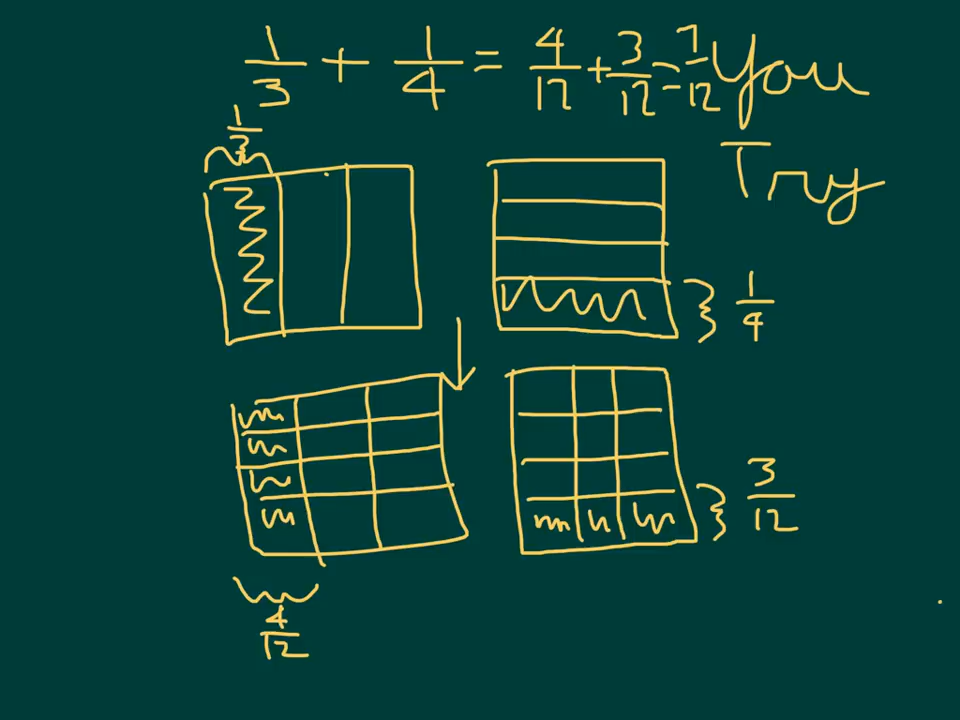 1/3 + 1/4 = 4/12 + 3/12 = 7/12 You
Try
1/3
1/4
3/12
4/12